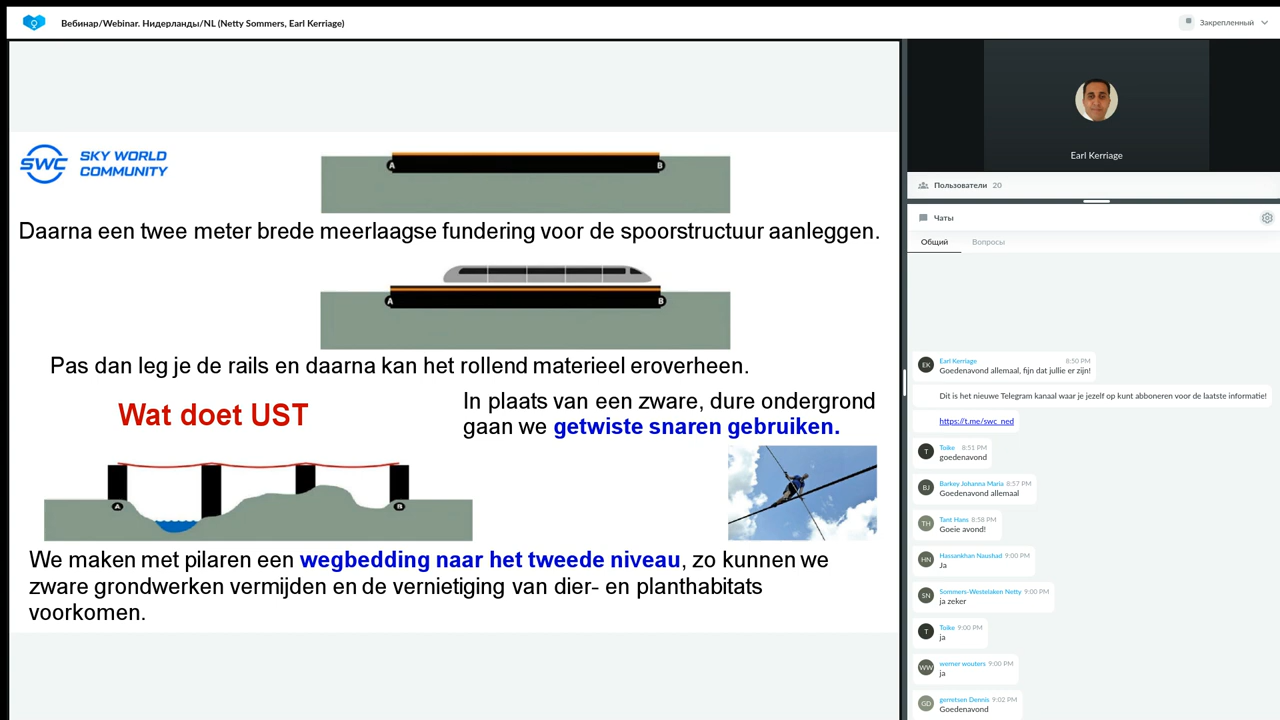 Вебинар/Webinar. Нидерланды/NL (Netty Sommers, Earl Kerriage)
Закрепленный
SWC
SKY WORLD
COMMUNITY
A
B
Daarna een twee meter brede meerlaagse fundering voor de spoorstructuur aanleggen.
A
B
Pas dan leg je de rails en daarna kan het rollend materieel eroverheen.
Wat doet UST
In plaats van een zware, dure ondergrond
gaan we getwiste snaren gebruiken.
A
B
We maken met pilaren een wegbedding naar het tweede niveau, zo kunnen we
zware grondwerken vermijden en de vernietiging van dier- en planthabitats
voorkomen.
Earl Kerriage
Пользователи 20
Чаты
Общий
Вопросы
EK
Earl Kerriage 8:50 PM
Goedenavond allemaal, fijn dat jullie er zijn!
Dit is het nieuwe Telegram kanaal waar je jezelf op kunt abboneren voor de laatste informatie!
https://t.me/swc_ned
T
Toike 8:51 PM
goedenavond
BJ
Barkey Johanna Maria 8:57 PM
Goedenavond allemaal
TH
Tant Hans 8:58 PM
Goeie avond!
HN
Hassankhan Naushad 9:00 PM
Ja
SN
Sommers-Westelaken Netty 9:00 PM
ja zeker
T
Toike 9:00 PM
ja
WW
werner wouters 9:00 PM
ja
GD
gerretsen Dennis 9:02 PM
Goedenavond